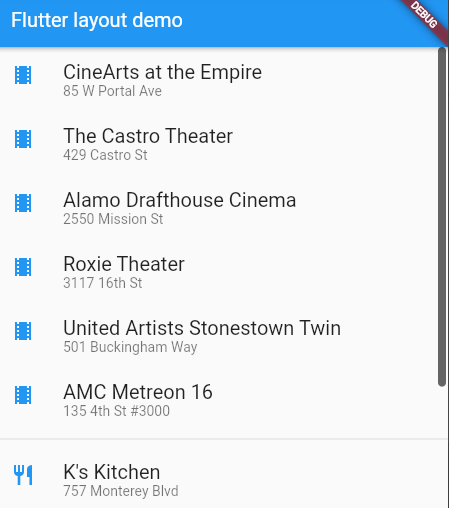 Flutter layout demo
DEBUG
CineArts at the Empire
85 W Portal Ave
The Castro Theater
429 Castro St
Alamo Drafthouse Cinema
2550 Mission St
Roxie Theater
3117 16th St
United Artists Stonestown Twin
501 Buckingham Way
AMC Metreon 16
135 4th St #3000
K's Kitchen
757 Monterey Blvd